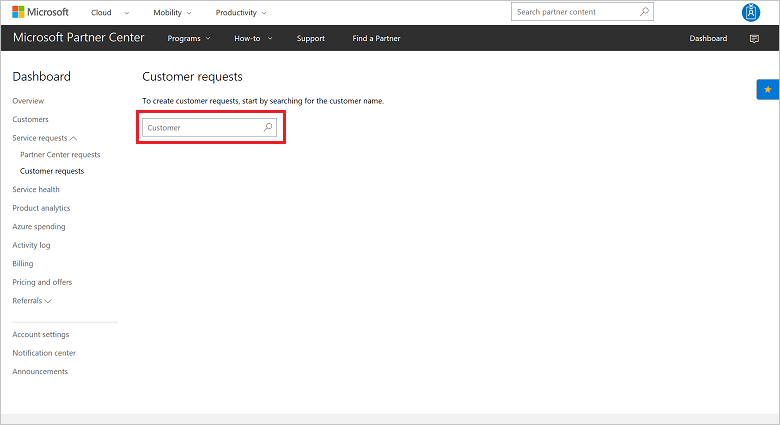 Microsoft Cloud Mobility Productivity Search partner content
Microsoft Partner Center Programs How-to Support Find a Partner Dashboard
Dashboard
Overview
Customers
Service requests
Partner Center requests
Customer requests
Service health
Product analytics
Azure spending
Activity log
Billing
Pricing and offers
Referrals
Account settings
Notification center
Announcements
Customer requests
To create customer requests, start by searching for the customer name.
Customer